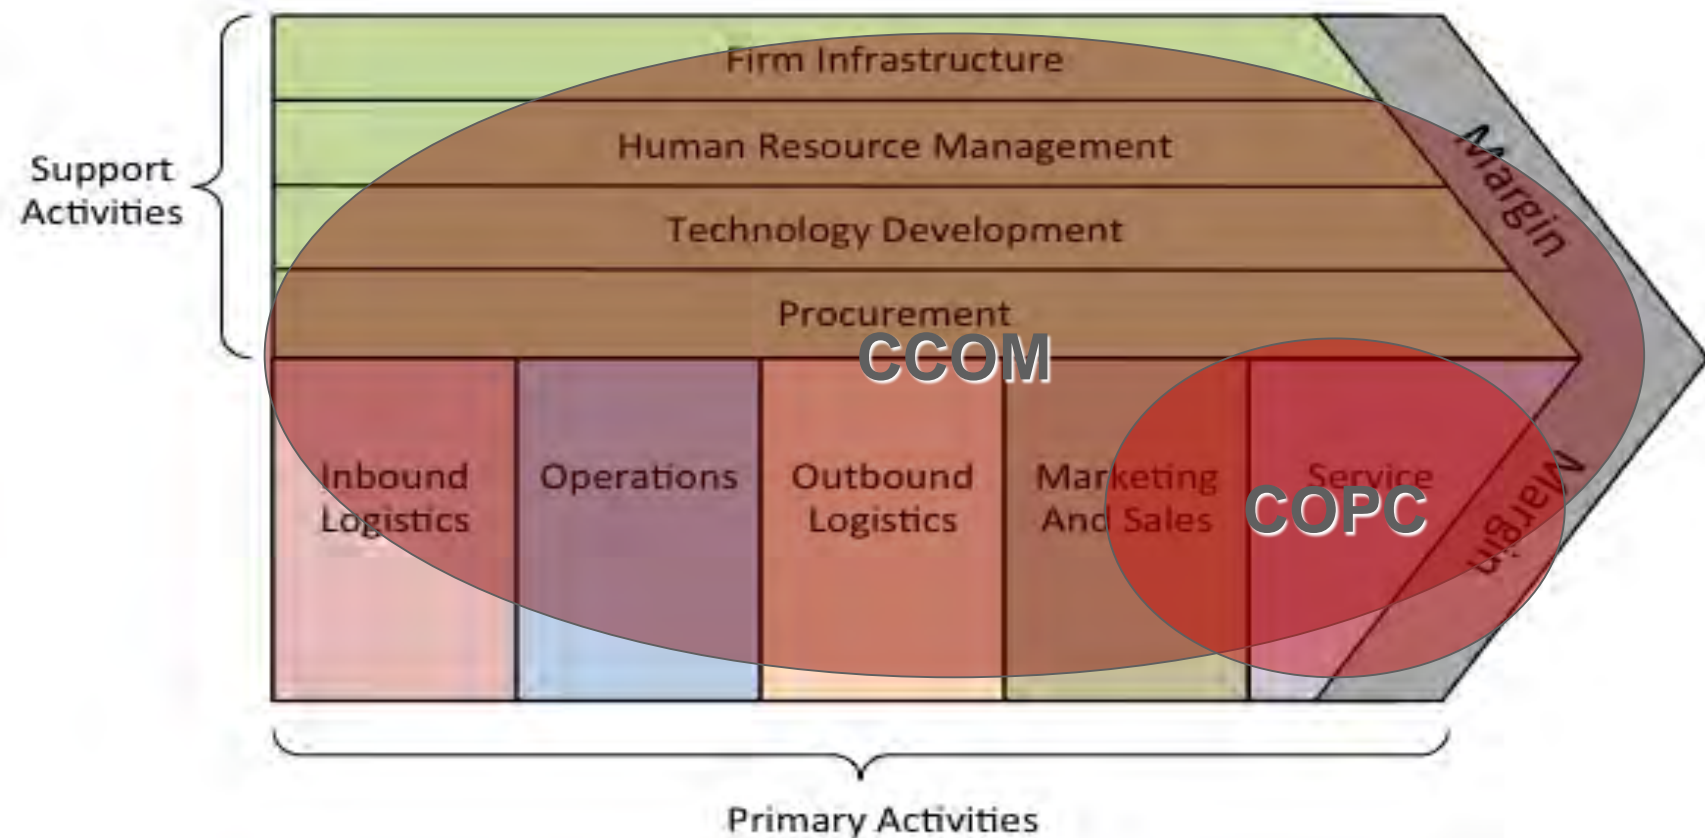 Firm Infrastructure
Human Resource Management
Technology Development
Procurement
Support
Activities
Margin
CCOM
Inbound
Logistics
Operations
Outbound
Logistics
Marketing
And Sales
Service
COPC
Margin
Primary Activities